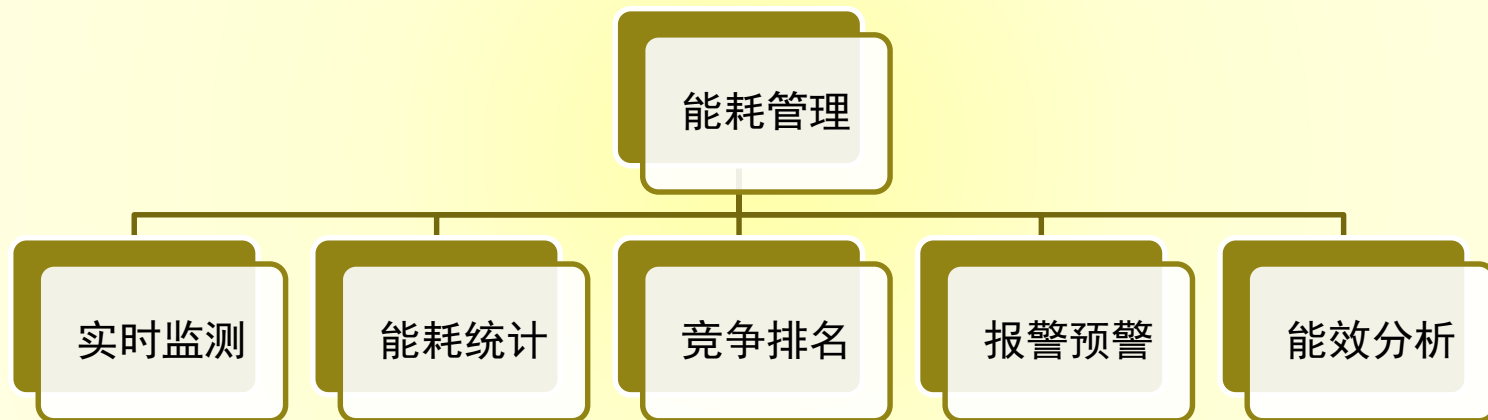 能耗管理
实时监测
能耗统计
竞争排名
报警预警
能效分析